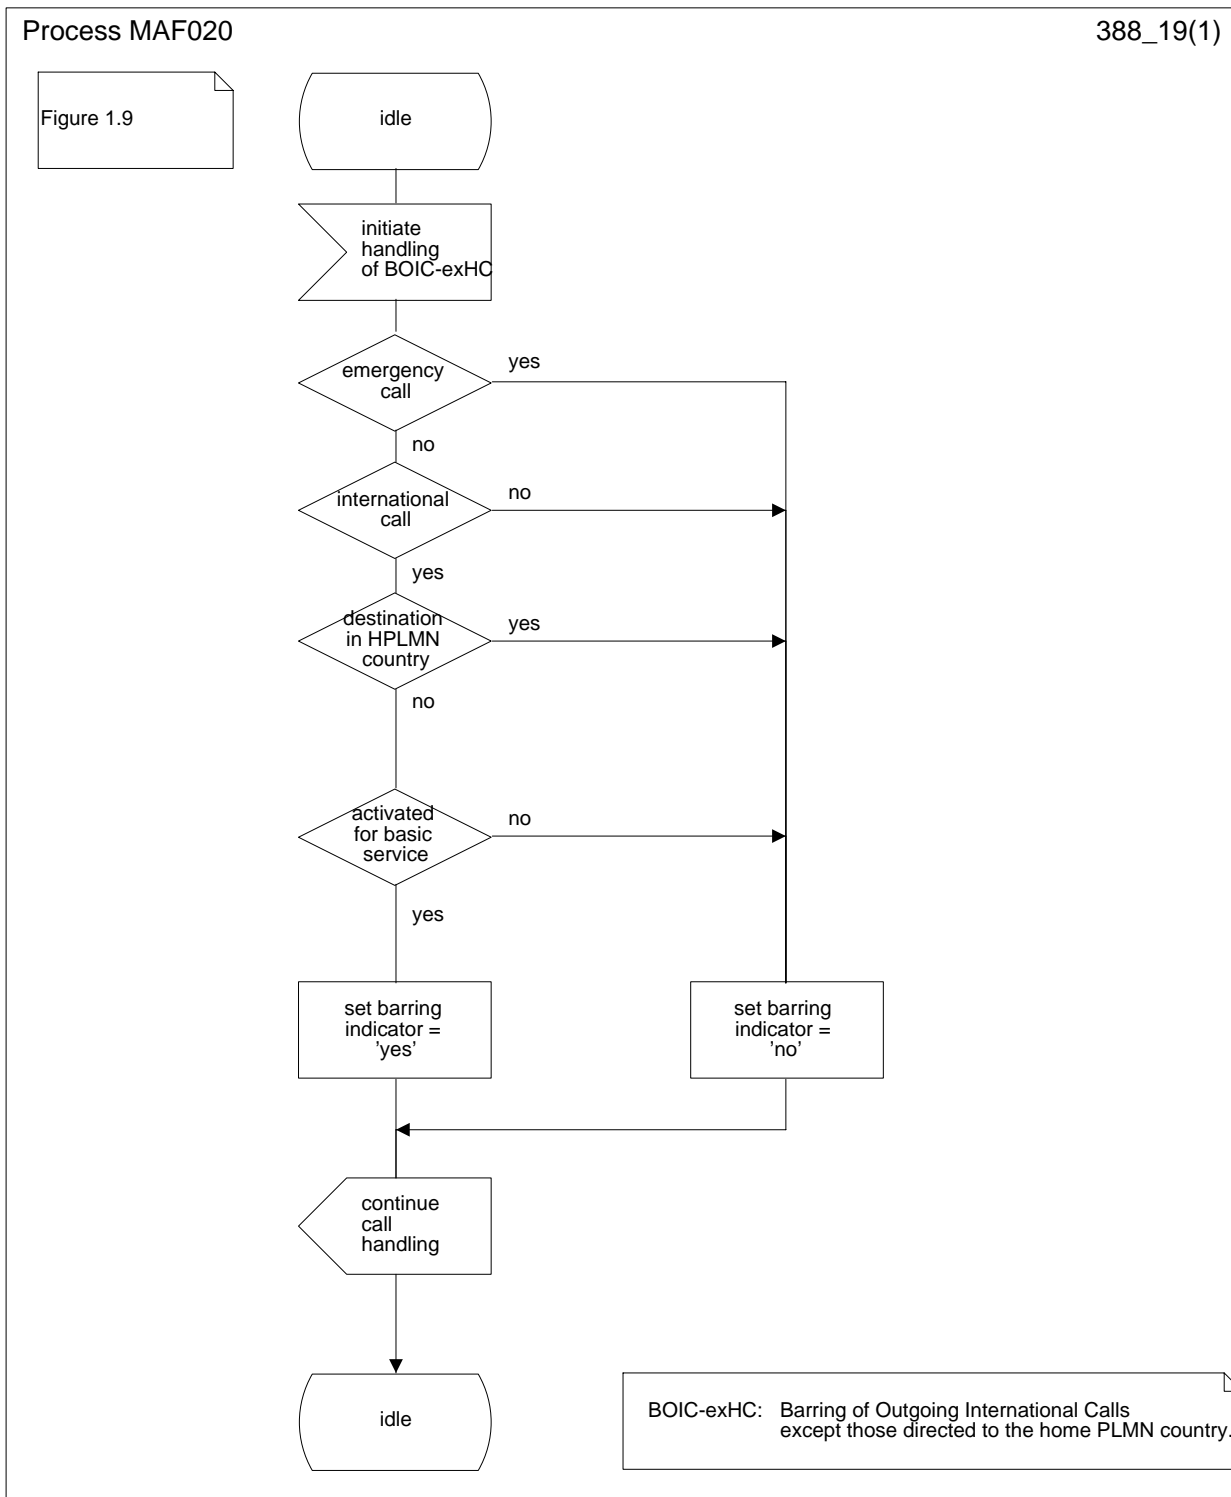 Process MAF020
388_19(1)
Figure 1.9
idle
initiate
handling
of BOIC-exHC
emergency
call
yes
no
international
call
no
yes
destination
in HPLMN
country
yes
no
activated
for basic
service
no
yes
set barring
indicator =
'yes'
set barring
indicator =
'no'
continue
call
handling
idle
BOIC-exHC: Barring of Outgoing International Calls
except those directed to the home PLMN country.